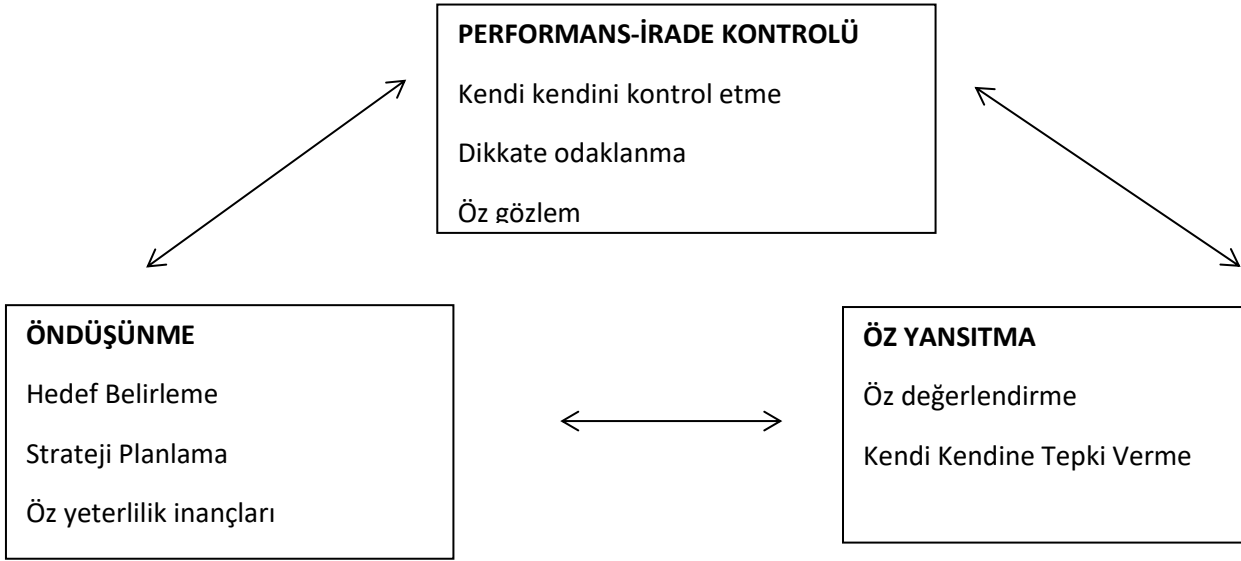 PERFORMANS-İRADE KONTROLÜ
Kendi kendini kontrol etme
Dikkate odaklanma
Öz gözlem
ÖNDÜŞÜNME
Hedef Belirleme
Strateji Planlama
Öz yeterlilik inançları
ÖZ YANSITMA
Öz değerlendirme
Kendi Kendine Tepki Verme